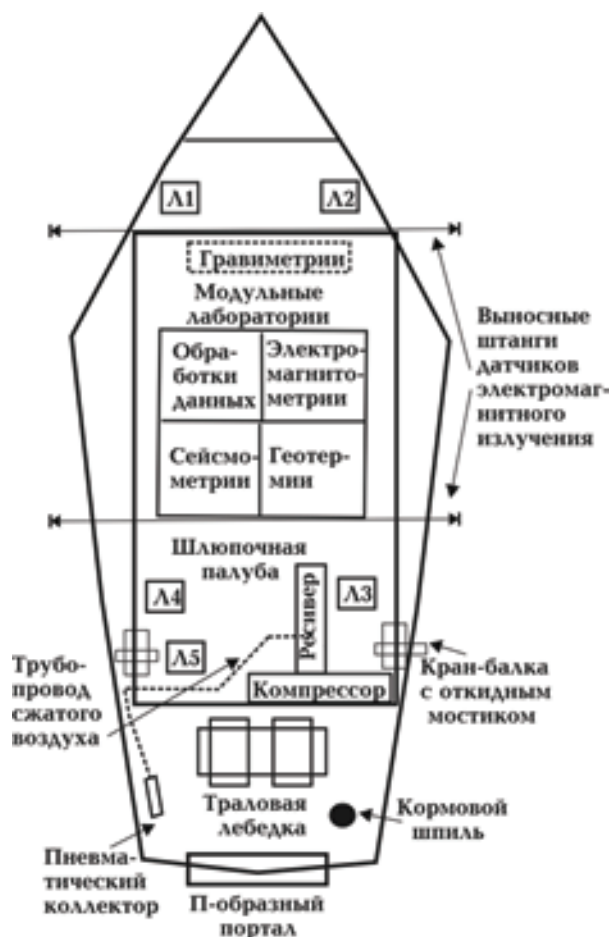 Л1
Л2
Гравиметрии
Модульные
лаборатории
Обра-
ботки
данных
Электро-
магнито-
метрии
Сейсмо-
метрии
Геотер-
мии
Выносные
штанги
датчиков
электромаг-
нитного
излучения
Шлюпочная
палуба
Л4
Л3
Л5
Ресивер
Компрессор
Трубо-
провод
сжатого
воздуха
Кран-балка
с откидным
мостиком
Траловая
лебедка
Кормовой
шпиль
Пневма-
тический
коллектор
П-образный
портал